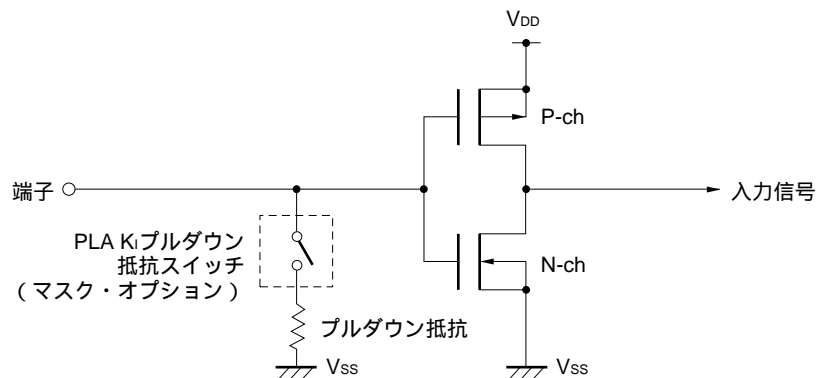 VDD
P-ch
端子
入力信号
PLA KIプルダウン
抵抗スイッチ
(マスク・オプション)
N-ch
プルダウン抵抗
VSS
VSS